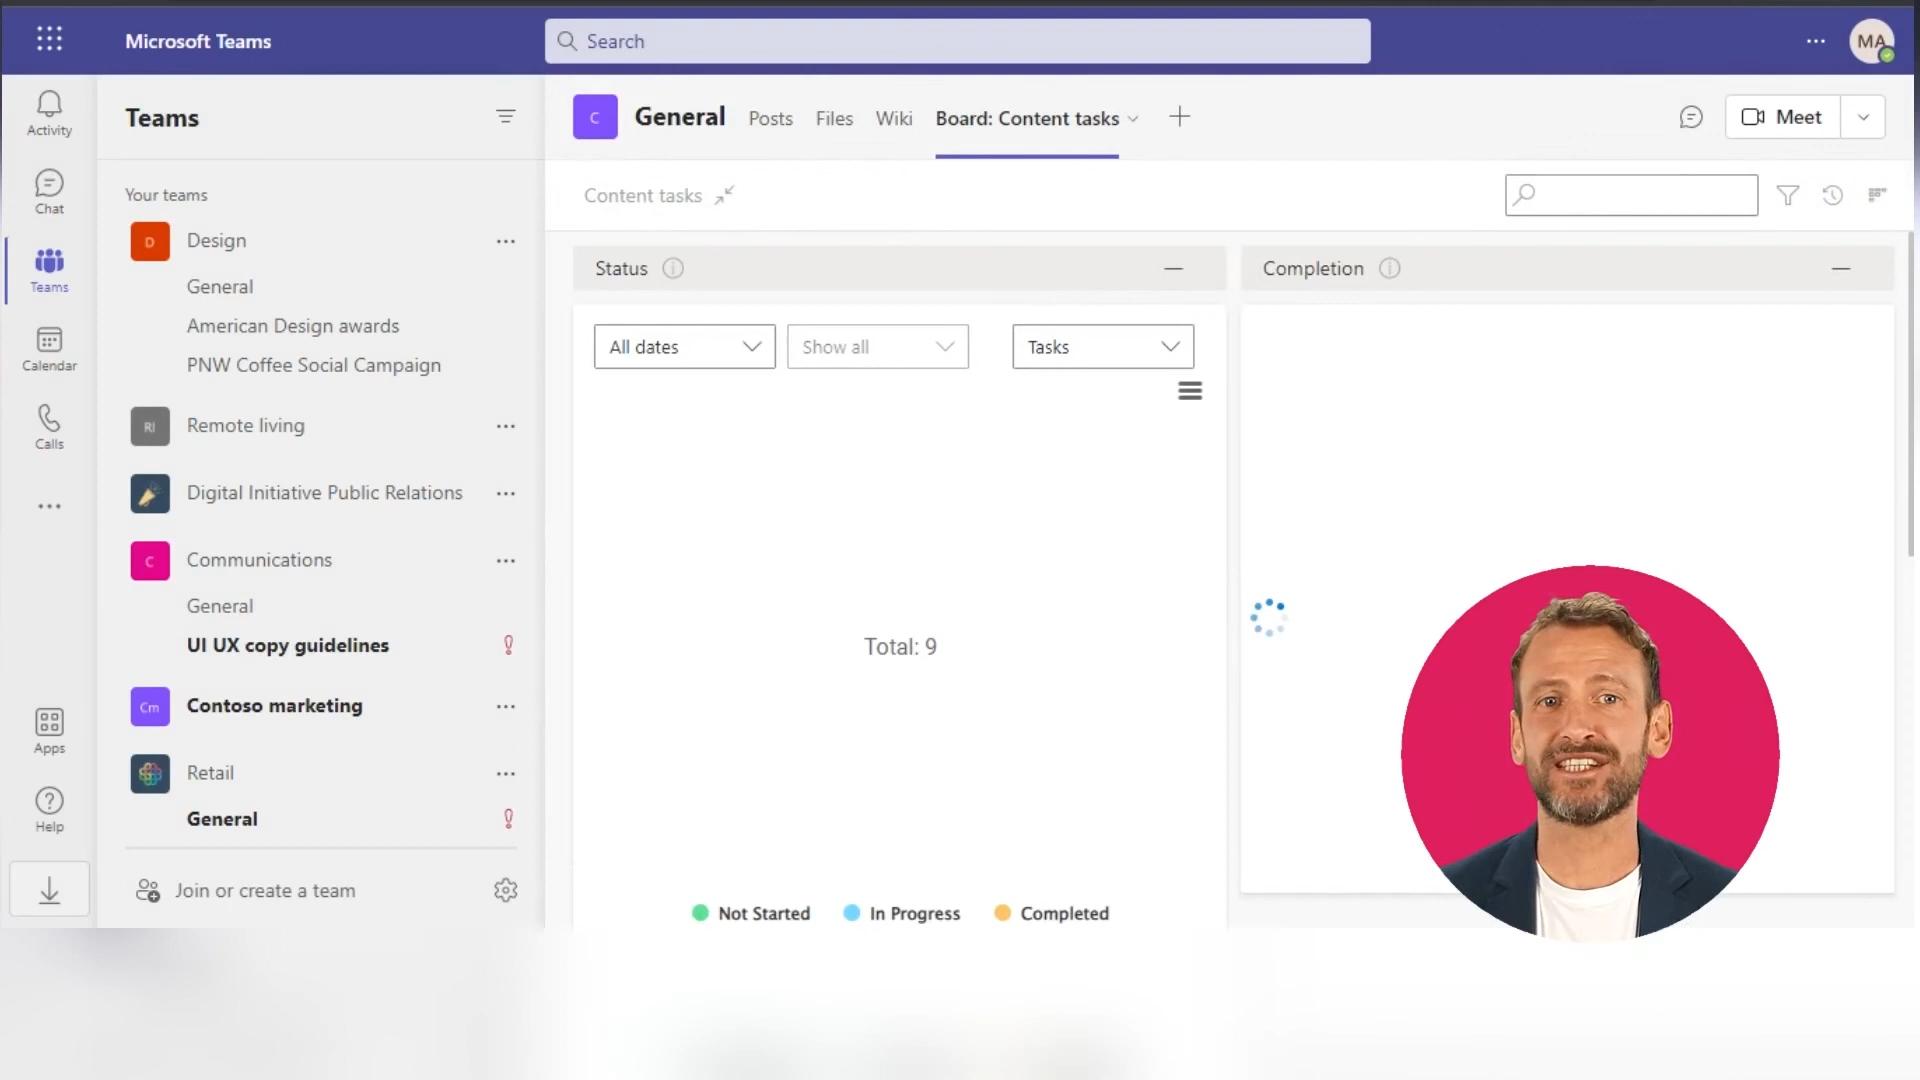 Microsoft Teams
Search
MA
Activity
Chat
Teams
Calendar
Calls
Apps
Help
Teams
Your teams
D Design
General
American Design awards
PNW Coffee Social Campaign
Rl Remote living
Digital Initiative Public Relations
C Communications
General
UI UX copy guidelines
Cm Contoso marketing
Retail
General
Join or create a team
C General Posts Files Wiki Board: Content tasks
Meet
Content tasks
Status
Completion
All dates Show all Tasks
Total: 9
Not Started In Progress Completed